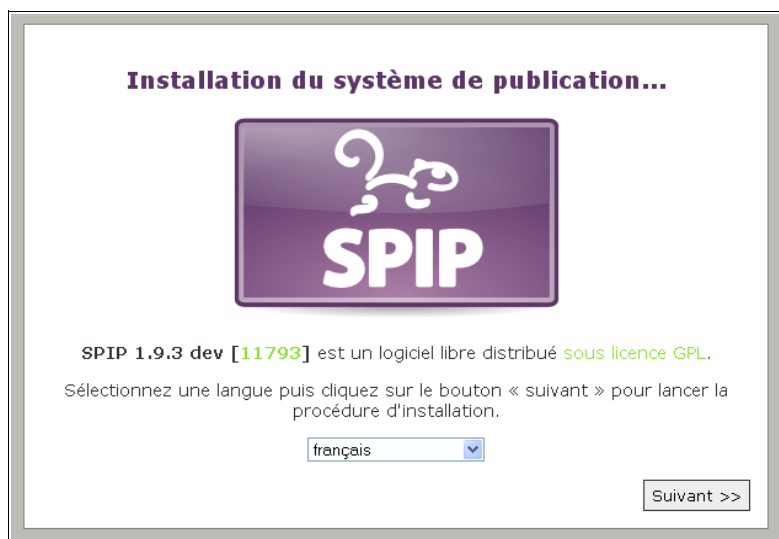 Installation du système de publication...
SPIP
SPIP 1.9.3 dev [11793] est un logiciel libre distribué sous licence GPL.
Sélectionnez une langue puis cliquez sur le bouton « suivant » pour lancer la
procédure d'installation.
français
Suivant >>